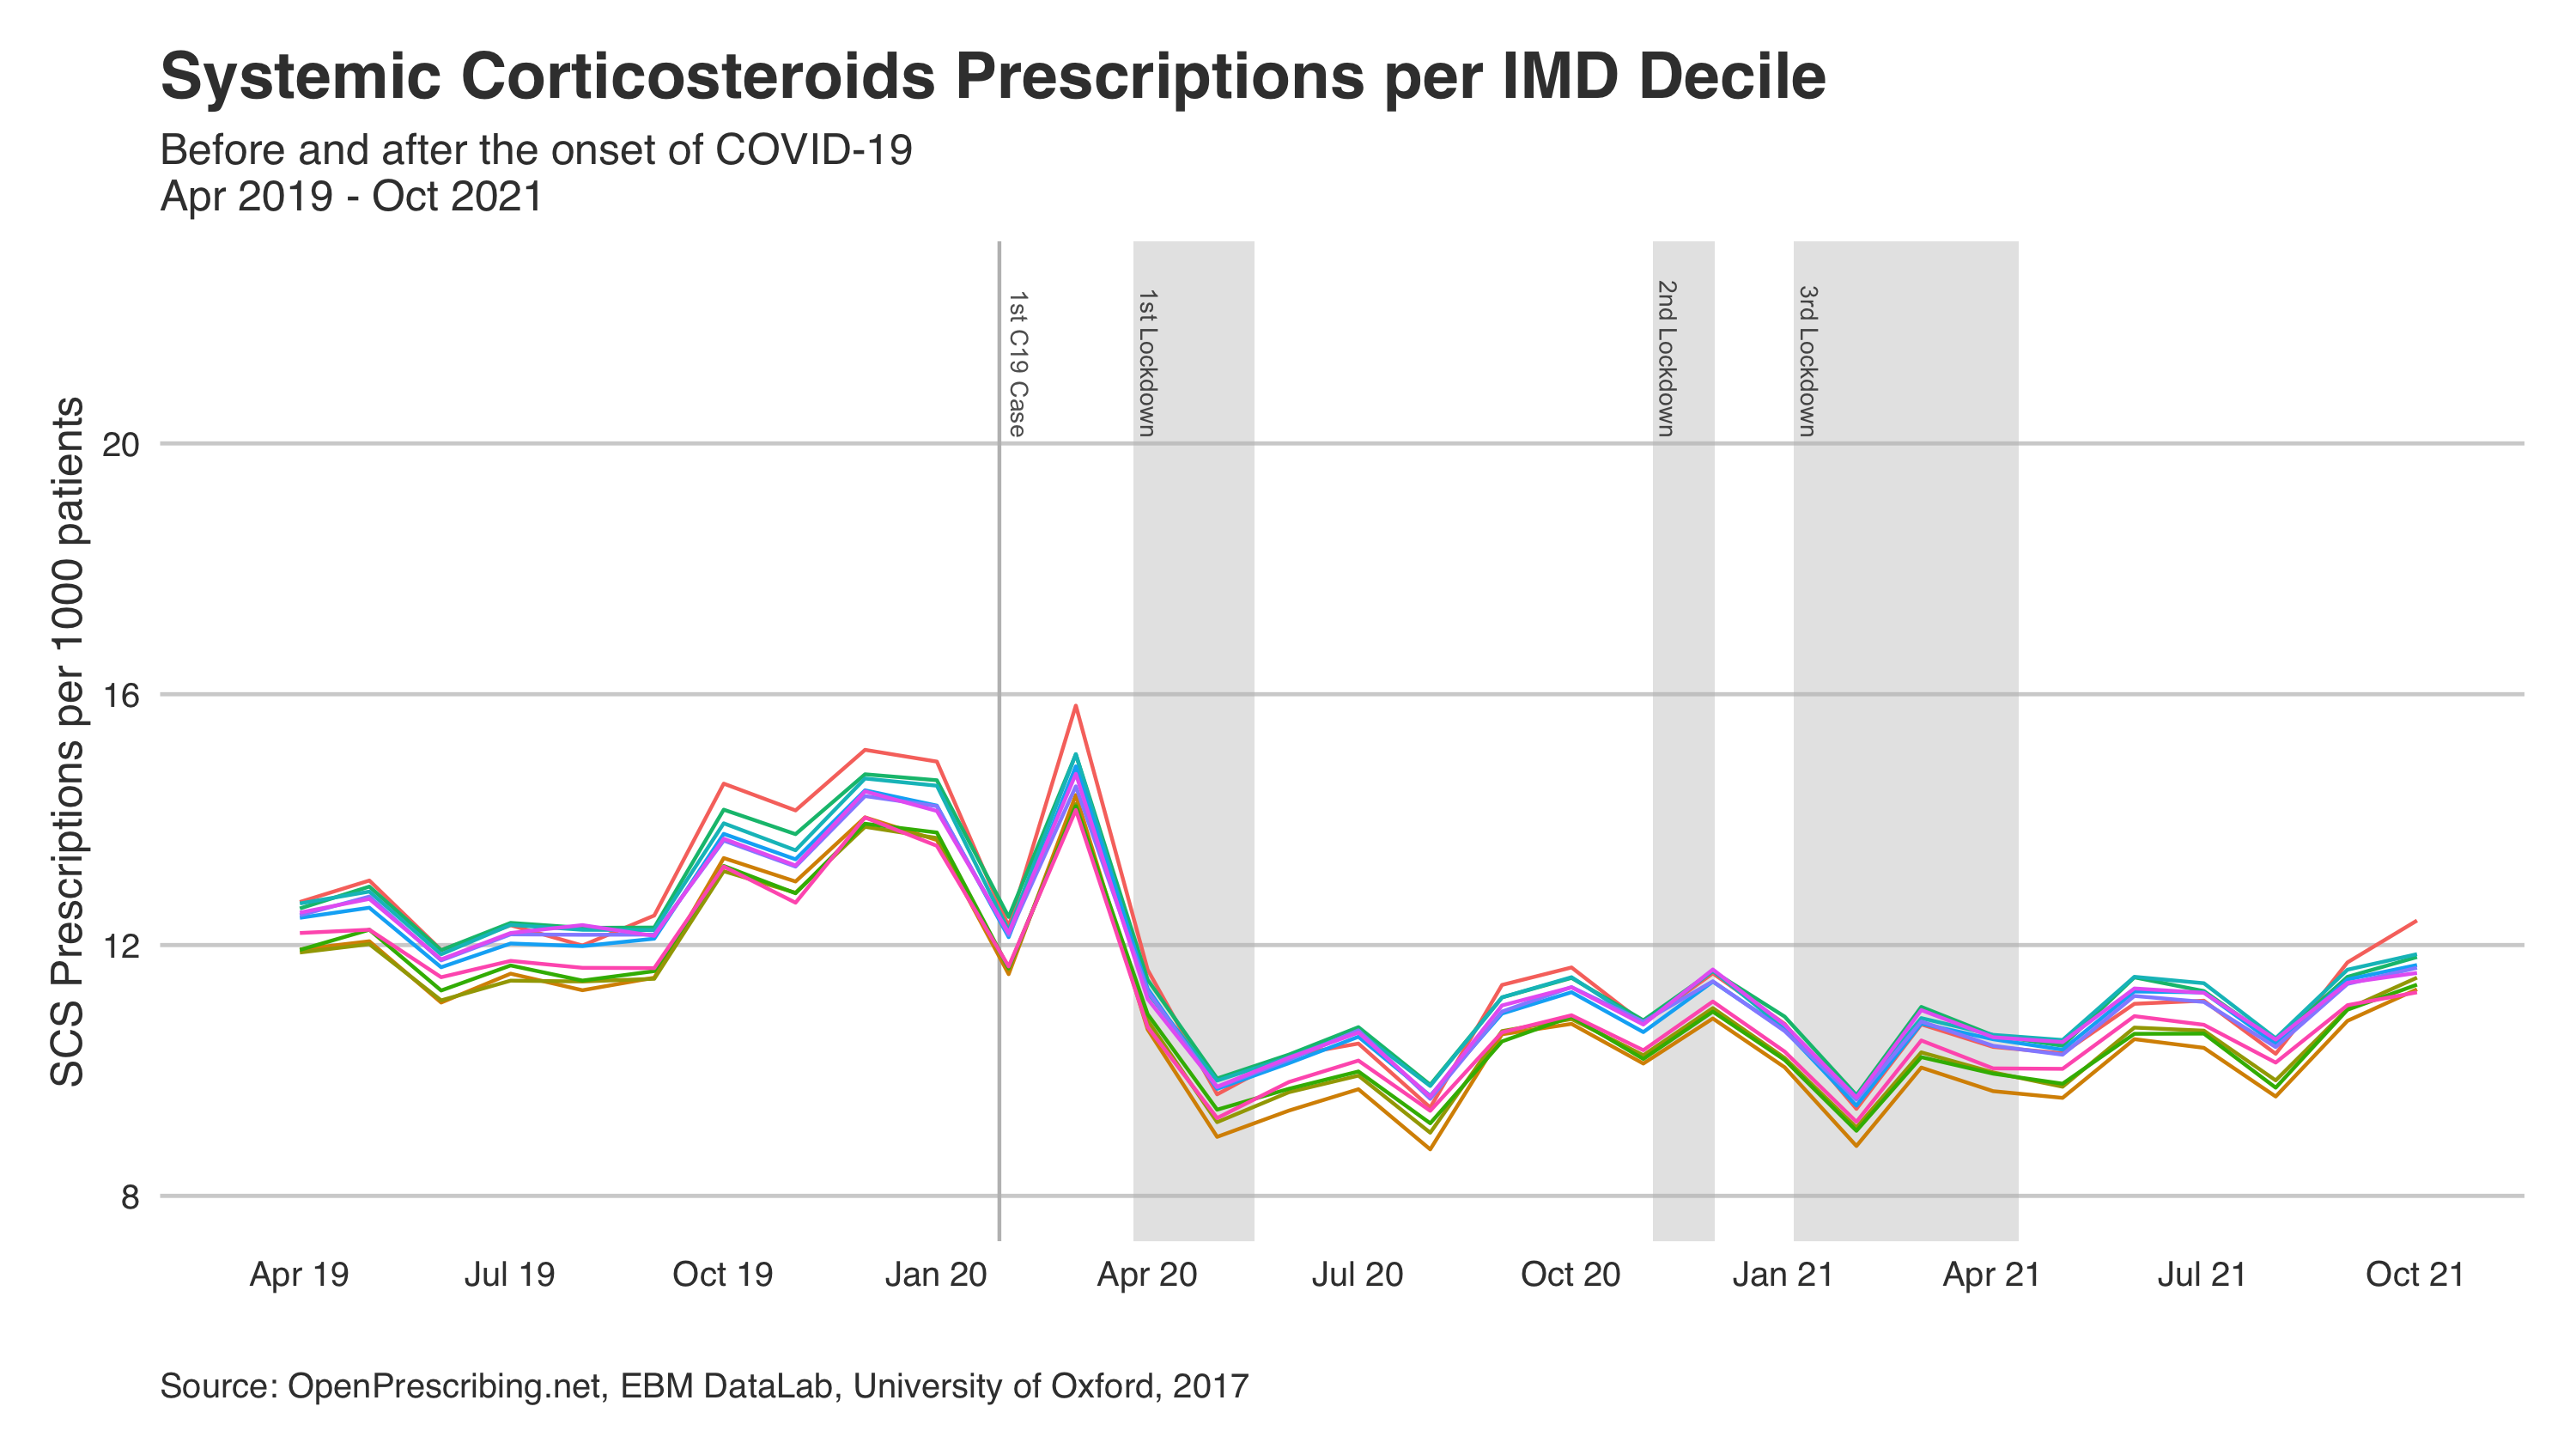 Systemic Corticosteroids Prescriptions per IMD Decile
Before and after the onset of COVID-19
Apr 2019 - Oct 2021
SCS Prescriptions per 1000 patients
20
16
12
8
1st C19 Case
1st Lockdown
2nd Lockdown
3rd Lockdown
Apr 19 Jul 19 Oct 19 Jan 20 Apr 20 Jul 20 Oct 20 Jan 21 Apr 21 Jul 21 Oct 21
Source: OpenPrescribing.net, EBM DataLab, University of Oxford, 2017